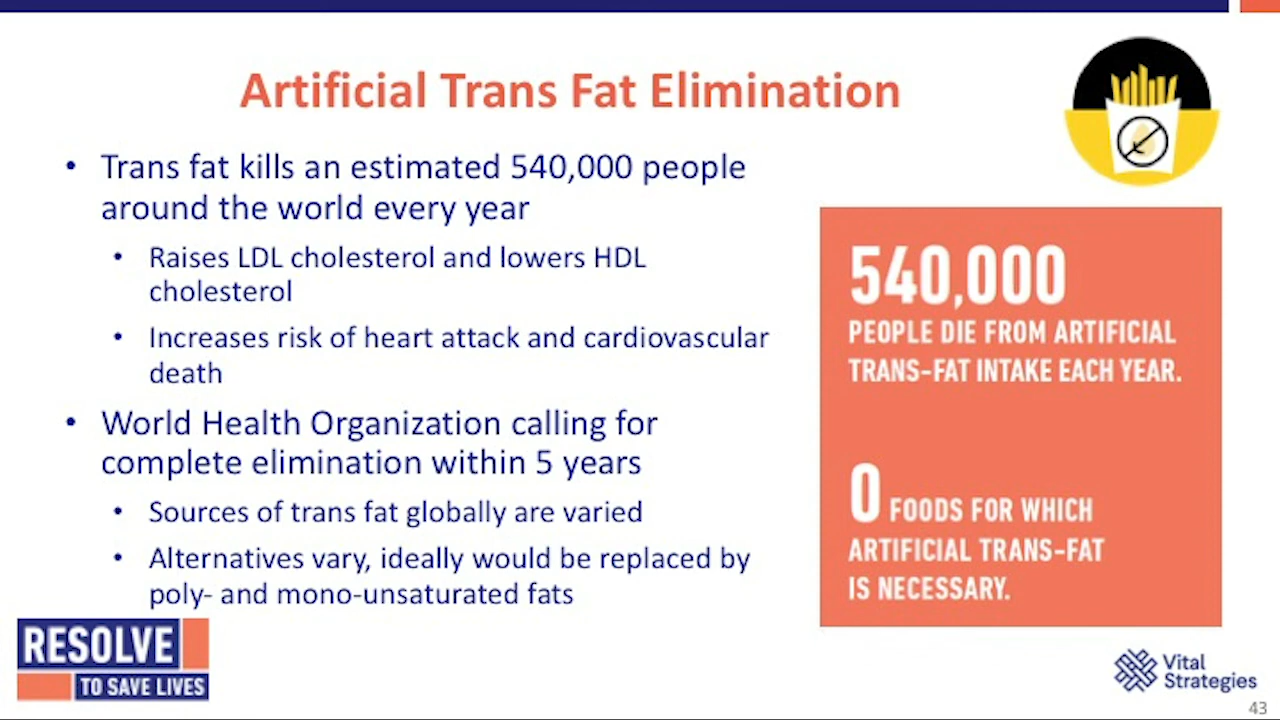 Artificial Trans Fat Elimination
• Trans fat kills an estimated 540,000 people
around the world every year
• Raises LDL cholesterol and lowers HDL
cholesterol
• Increases risk of heart attack and cardiovascular
death
• World Health Organization calling for
complete elimination within 5 years
• Sources of trans fat globally are varied
• Alternatives vary, ideally would be replaced by
poly- and mono-unsaturated fats
540,000
PEOPLE DIE FROM ARTIFICIAL
TRANS-FAT INTAKE EACH YEAR.
0 FOODS FOR WHICH
ARTIFICIAL TRANS-FAT
IS NECESSARY.
RESOLVE
TO SAVE LIVES
Vital
Strategies
43